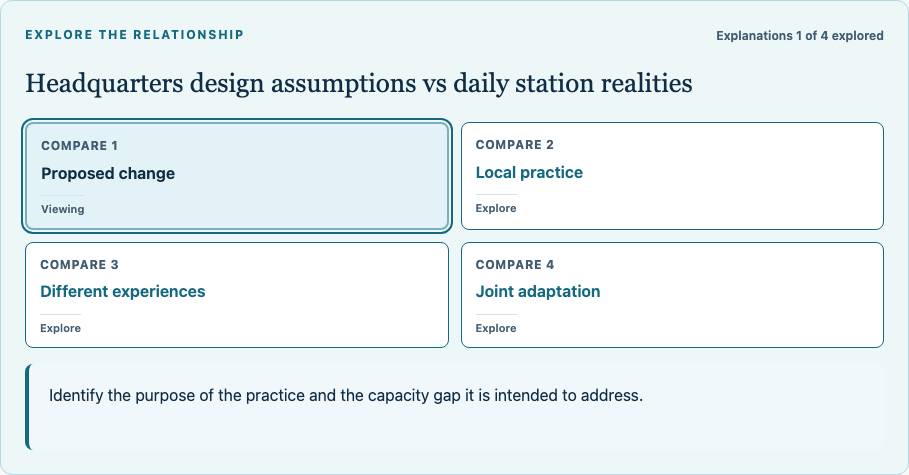 EXPLORE THE RELATIONSHIP
Explanations 1 of 4 explored
Headquarters design assumptions vs daily station realities
COMPARE 1
Proposed change
Viewing
COMPARE 2
Local practice
Explore
COMPARE 3
Different experiences
Explore
COMPARE 4
Joint adaptation
Explore
Identify the purpose of the practice and the capacity gap it is intended to address.